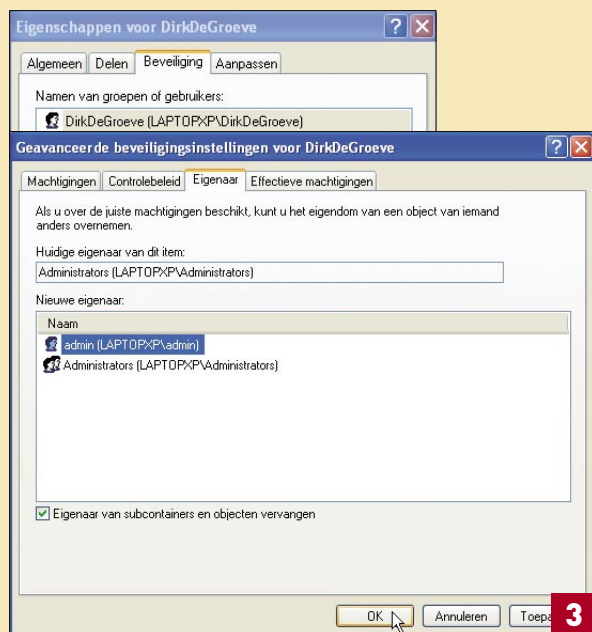 Eigenschappen voor DirkDeGroeve
Algemeen Delen Beveiliging Aanpassen
Namen van groepen of gebruikers:
DirkDeGroeve (LAPTOPXP\DirkDeGroeve)
Geavanceerde beveiligingsinstellingen voor DirkDeGroeve
Machtigingen Controlebeleid Eigenaar Effectieve machtigingen
Als u over de juiste machtigingen beschikt, kunt u het eigendom van een object van iemand
anders overnemen.
Huidige eigenaar van dit item:
Administrators (LAPTOPXP\Administrators)
Nieuwe eigenaar:
Naam
admin (LAPTOPXP\admin)
Administrators (LAPTOPXP\Administrators)
Eigenaar van subcontainers en objecten vervangen
OK Annuleren Toepa
3